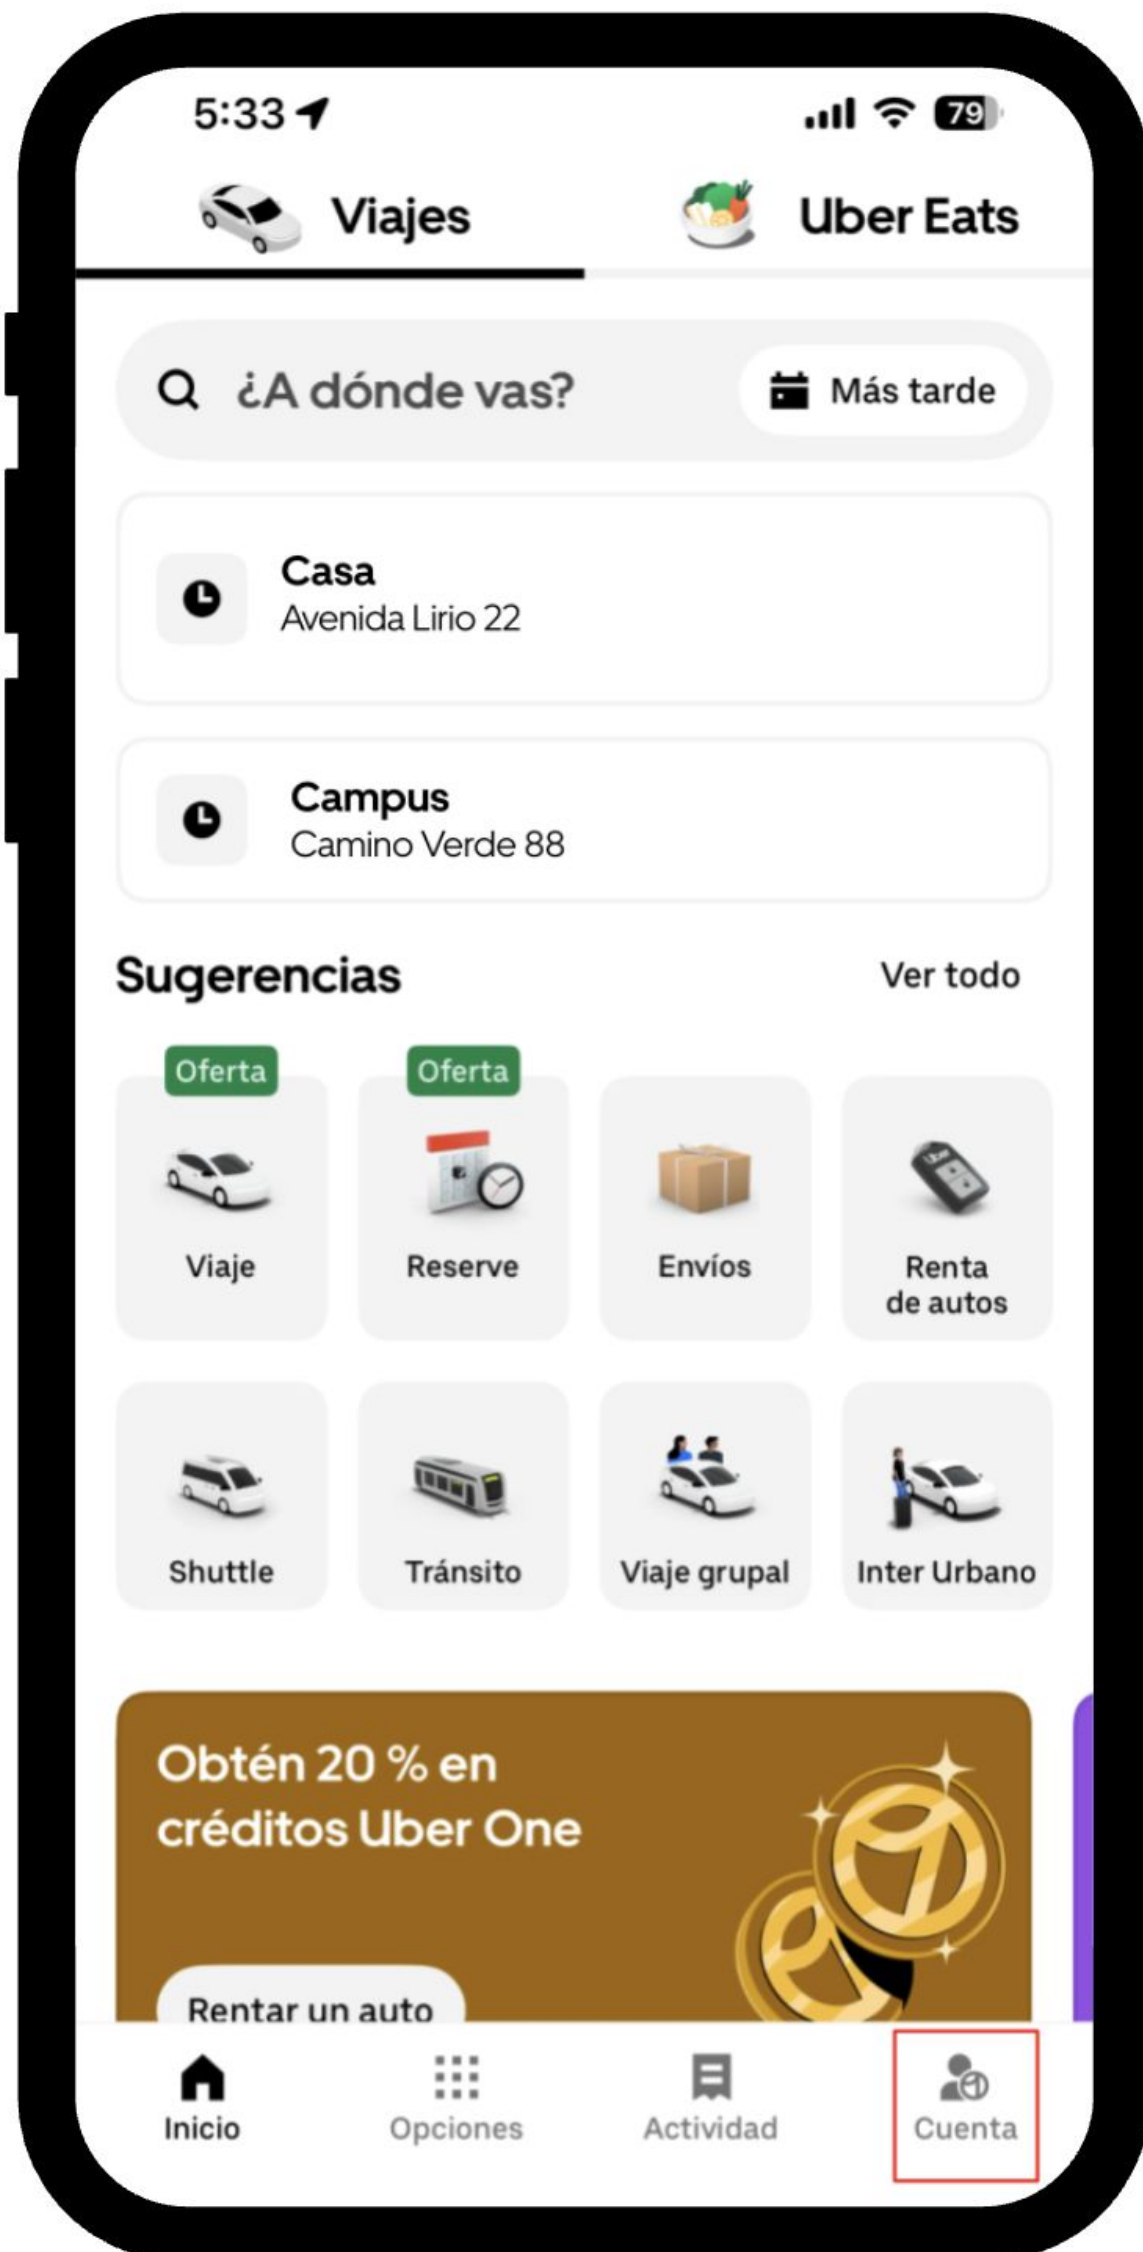 5:33
79
Viajes
Uber Eats
¿A dónde vas?
Más tarde
Casa
Avenida Lirio 22
Campus
Camino Verde 88
Sugerencias
Ver todo
Oferta
Oferta
Viaje
Reserve
Envíos
Renta
de autos
Shuttle
Tránsito
Viaje grupal
Inter Urbano
Obtén 20 % en
créditos Uber One
Rentar un auto
Inicio
Opciones
Actividad
Cuenta